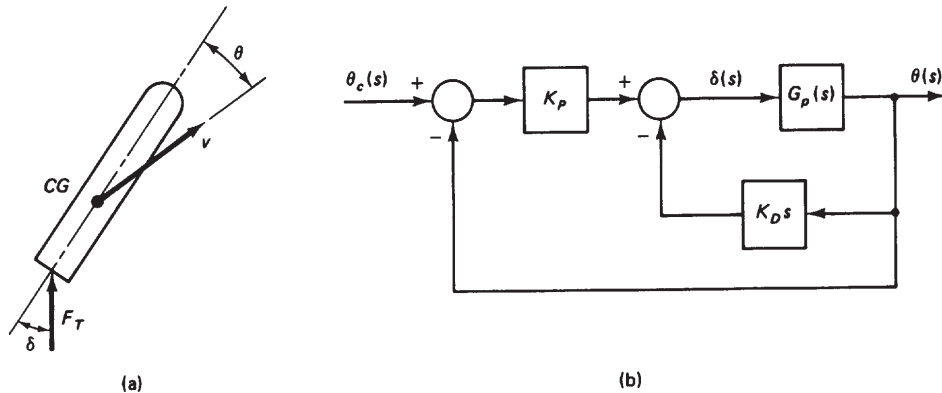 θ
v
CG
F_T
δ
(a)
θ_c(s)
+
−
K_P
+
−
δ(s)
G_p(s)
θ(s)
K_D s
(b)